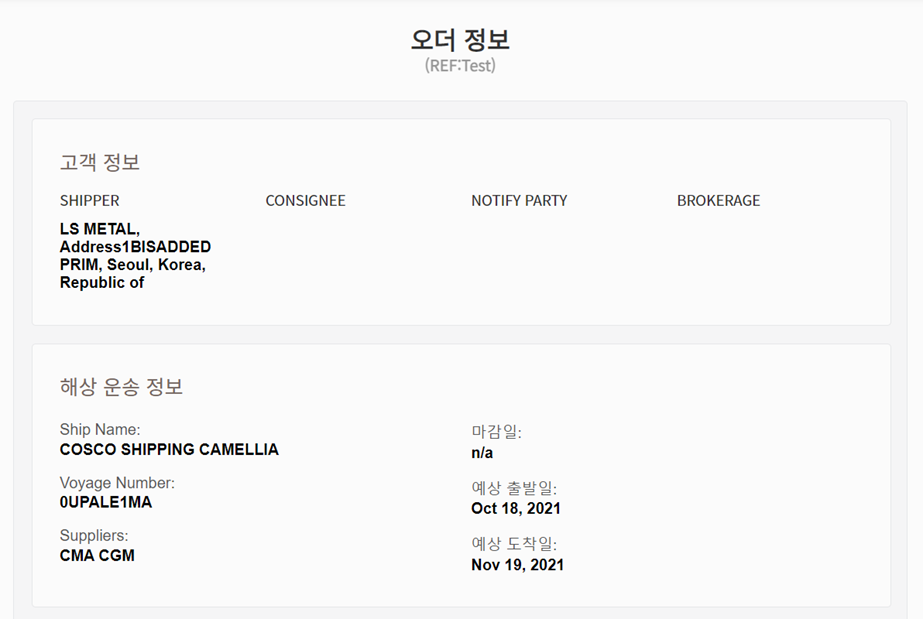 오더 정보
(REF:Test)
고객 정보
SHIPPER
CONSIGNEE
NOTIFY PARTY
BROKERAGE
LS METAL,
Address1BISADDED
PRIM, Seoul, Korea,
Republic of
해상 운송 정보
Ship Name:
COSCO SHIPPING CAMELLIA
Voyage Number:
0UPALE1MA
Suppliers:
CMA CGM
마감일:
n/a
예상 출발일:
Oct 18, 2021
예상 도착일:
Nov 19, 2021